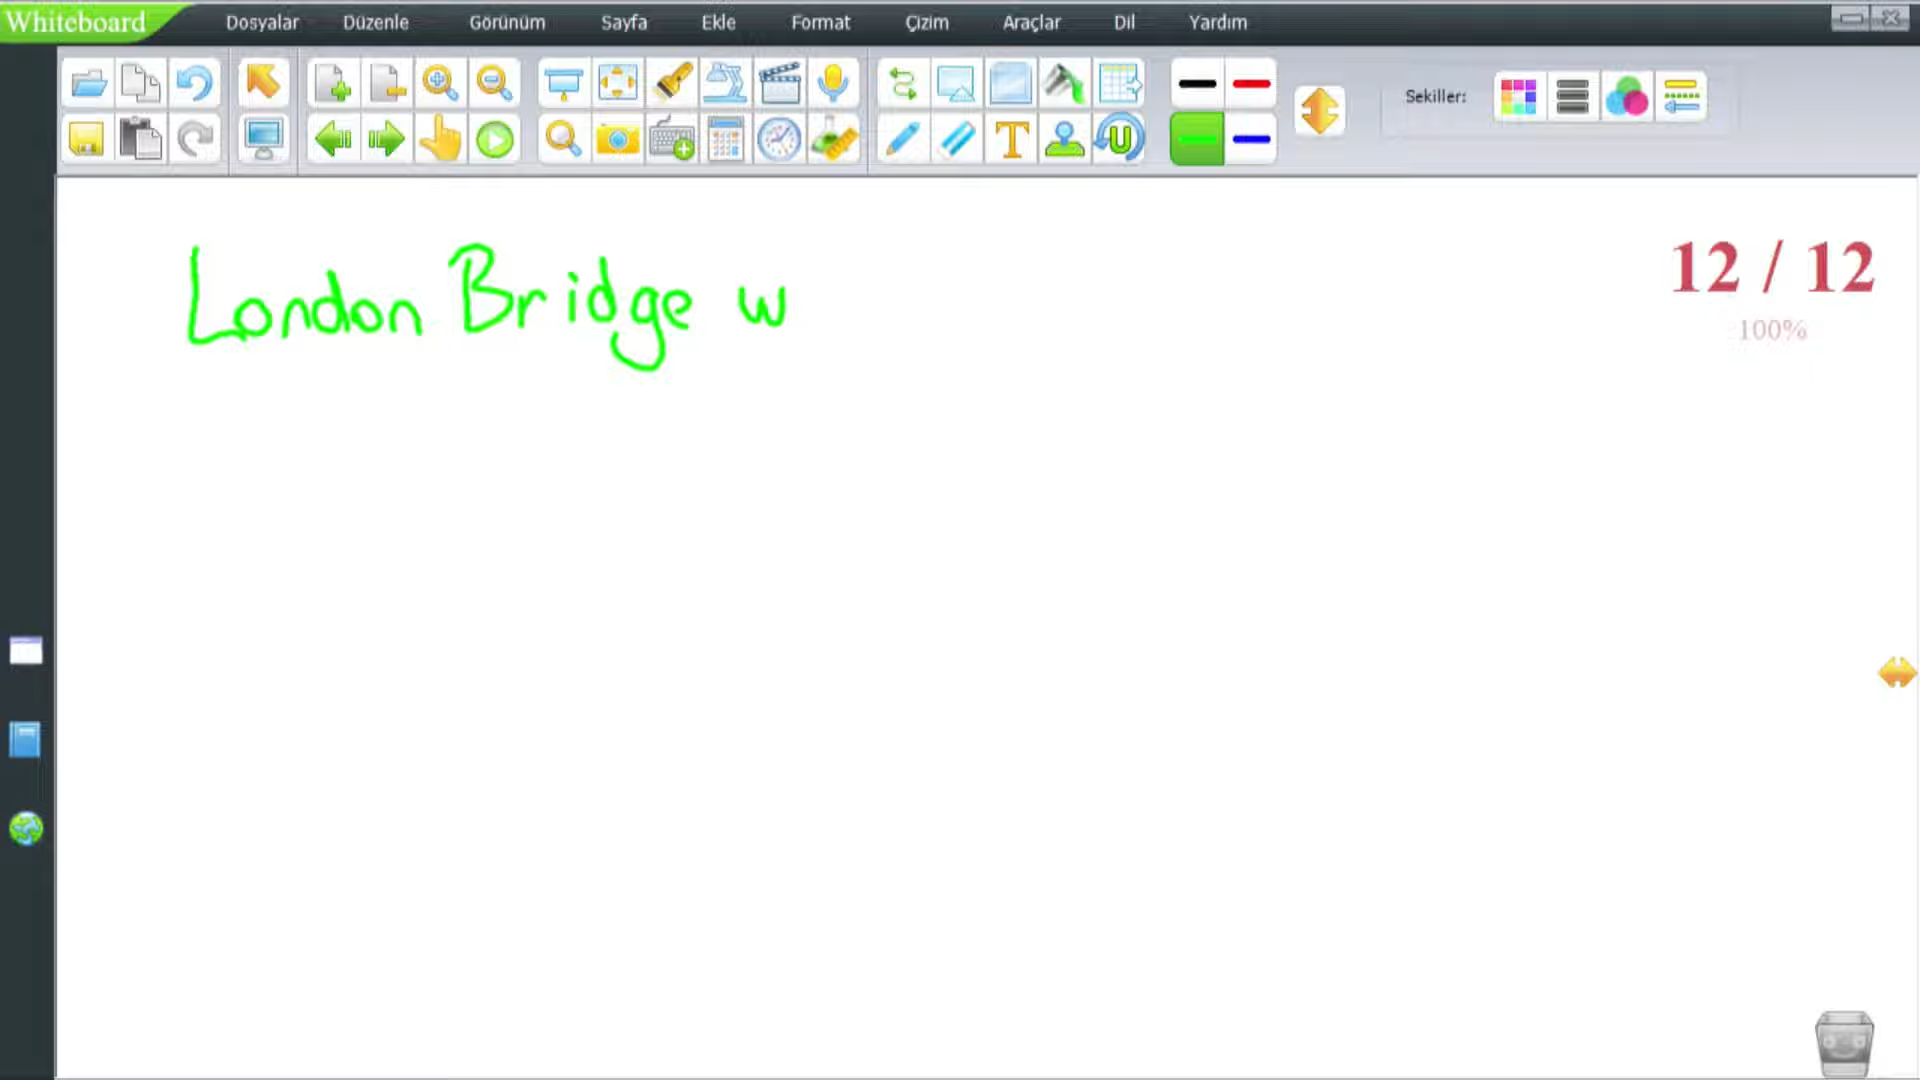 Whiteboard Dosyalar Düzenle Görünüm Sayfa Ekle Format Çizim Araçlar Dil Yardım
Sekiller:
London Bridge w
12 / 12
100%